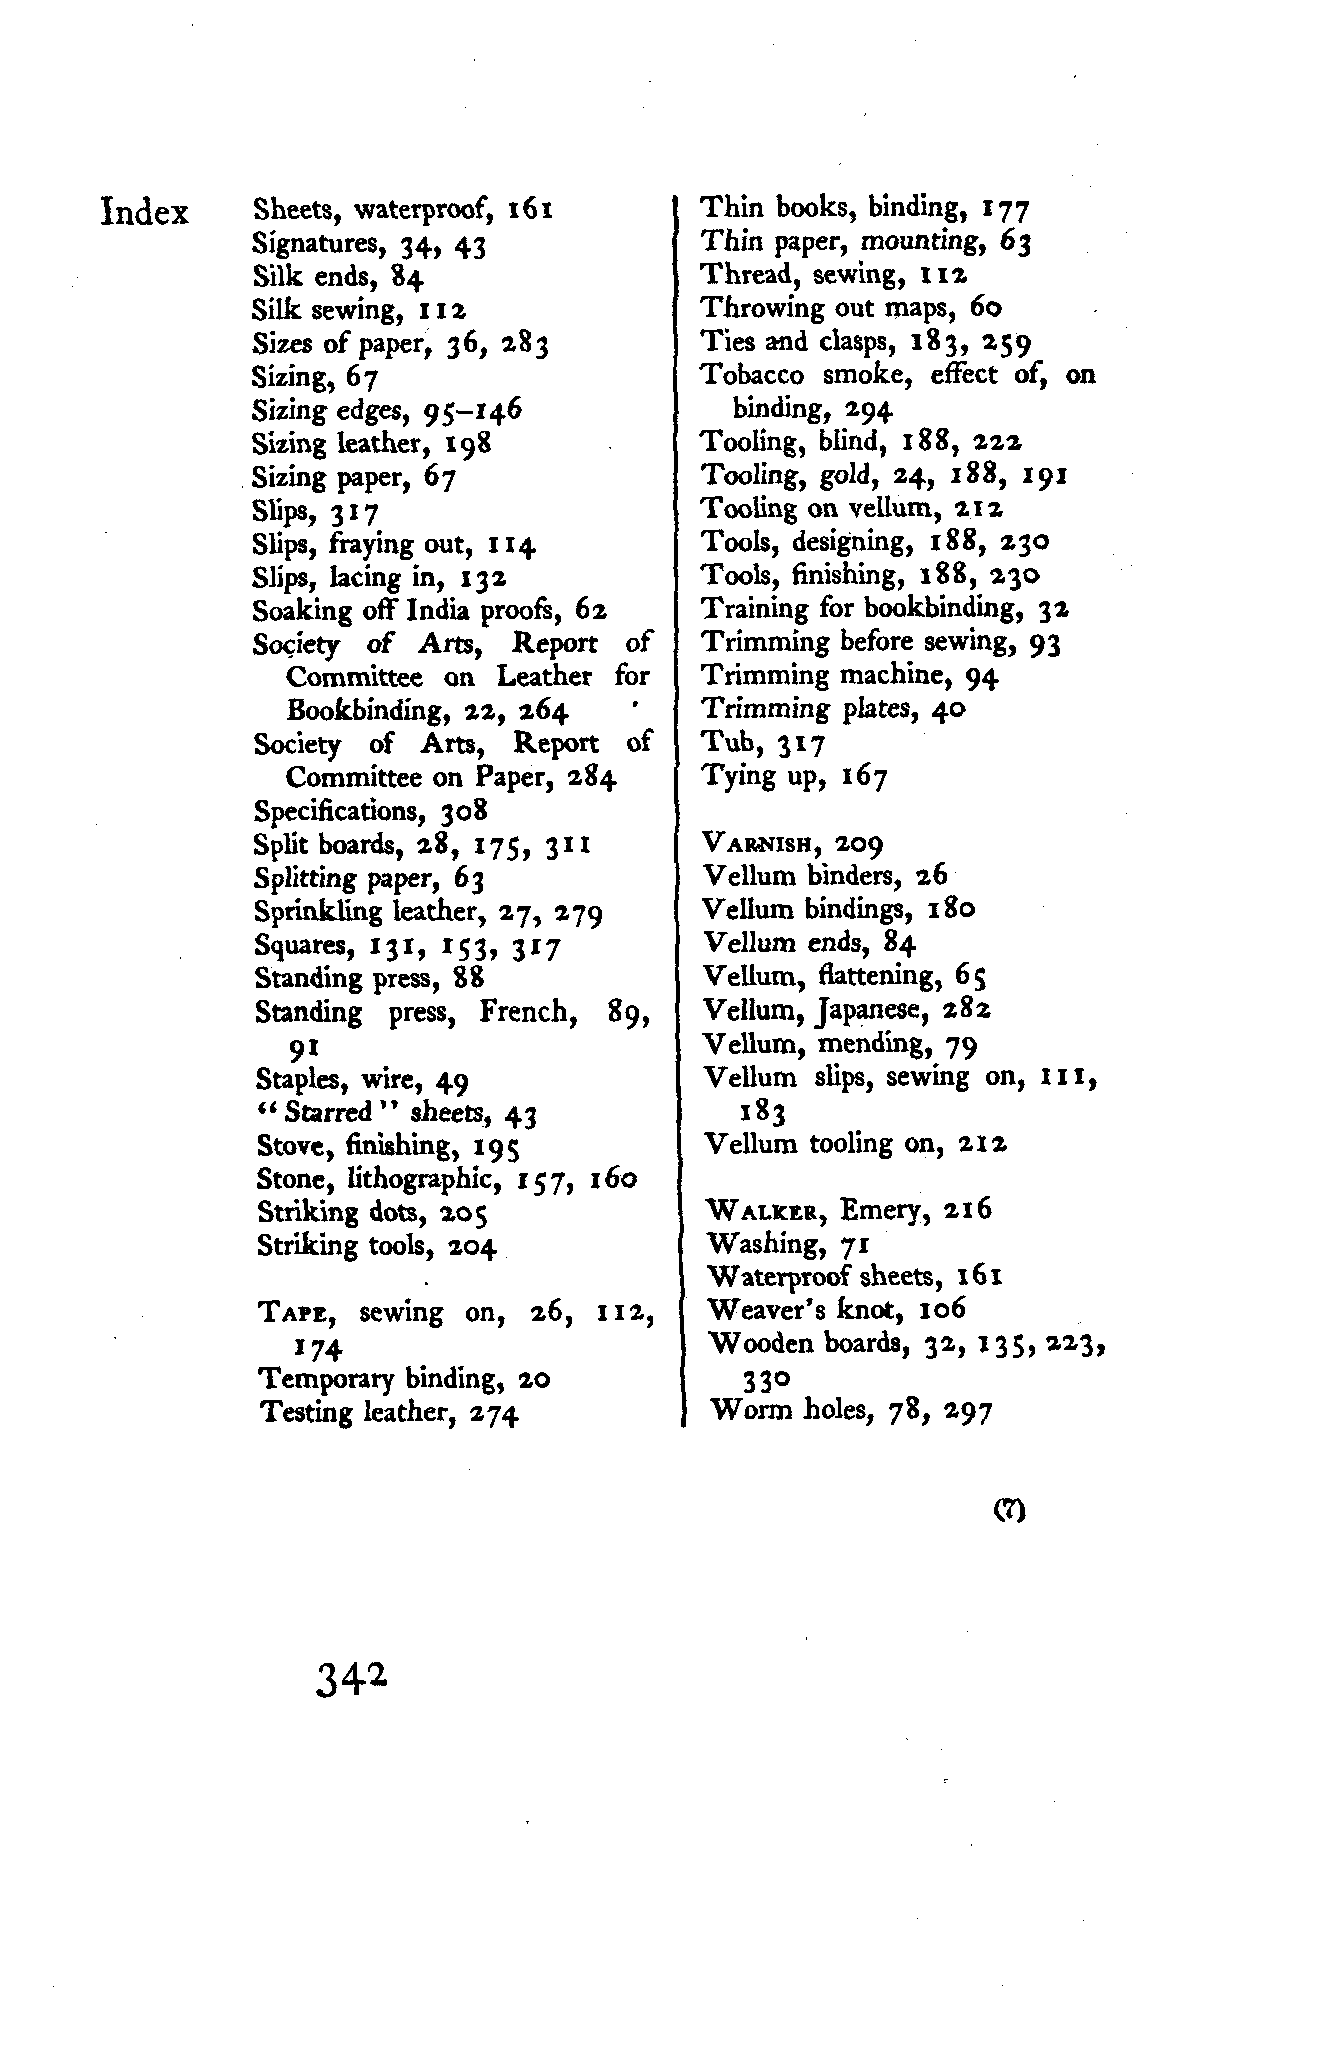 Index
Sheets, waterproof, 161
Signatures, 34, 43
Silk ends, 84
Silk sewing, 112
Sizes of paper, 36, 283
Sizing, 67
Sizing edges, 95–146
Sizing leather, 198
Sizing paper, 67
Slips, 317
Slips, fraying out, 114
Slips, lacing in, 132
Soaking off India proofs, 62
Society of Arts, Report of
Committee on Leather for
Bookbinding, 22, 264
Society of Arts, Report of
Committee on Paper, 284
Specifications, 308
Split boards, 28, 175, 311
Splitting paper, 63
Sprinkling leather, 27, 279
Squares, 131, 153, 317
Standing press, 88
Standing press, French, 89,
91
Staples, wire, 49
“Starred” sheets, 43
Stove, finishing, 195
Stone, lithographic, 157, 160
Striking dots, 205
Striking tools, 204
TAPE, sewing on, 26, 112,
174
Temporary binding, 20
Testing leather, 274
Thin books, binding, 177
Thin paper, mounting, 63
Thread, sewing, 112
Throwing out maps, 60
Ties and clasps, 183, 259
Tobacco smoke, effect of, on
binding, 294
Tooling, blind, 188, 222
Tooling, gold, 24, 188, 191
Tooling on vellum, 212
Tools, designing, 188, 230
Tools, finishing, 188, 230
Training for bookbinding, 32
Trimming before sewing, 93
Trimming machine, 94
Trimming plates, 40
Tub, 317
Tying up, 167
VARNISH, 209
Vellum binders, 26
Vellum bindings, 180
Vellum ends, 84
Vellum, flattening, 65
Vellum, Japanese, 282
Vellum, mending, 79
Vellum slips, sewing on, 111,
183
Vellum tooling on, 212
WALKER, Emery, 216
Washing, 71
Waterproof sheets, 161
Weaver's knot, 106
Wooden boards, 32, 135, 223,
330
Worm holes, 78, 297
(7)
342